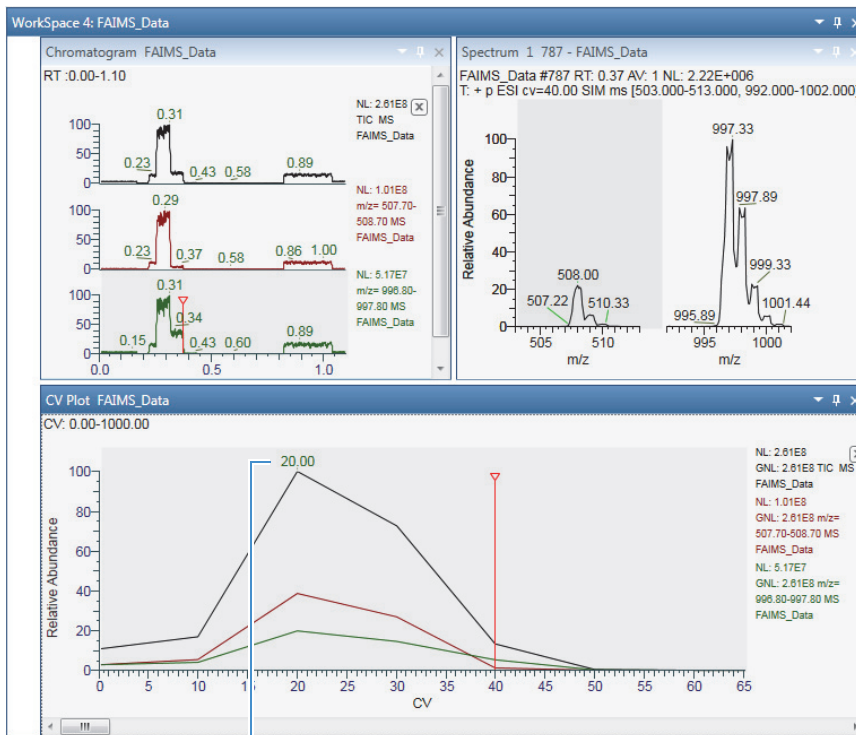 WorkSpace 4: FAIMS_Data
Chromatogram FAIMS_Data
RT :0.00-1.10
NL: 2.61E8
TIC MS
FAIMS_Data
0.31
100
50
0
0.23
0.43
0.58
0.89
NL: 1.01E8
m/z= 507.70-
508.70 MS
FAIMS_Data
0.29
100
50
0
0.23
0.37
0.58
0.86
1.00
NL: 5.17E7
m/z= 996.80-
997.80 MS
FAIMS_Data
0.31
100
50
0
0.15
0.34
0.43
0.60
0.89
0.0
0.5
1.0
Spectrum 1 787 - FAIMS_Data
FAIMS_Data #787 RT: 0.37 AV: 1 NL: 2.22E+006
T: + p ESI cv=40.00 SIM ms [503.000-513.000, 992.000-1002.000]
Relative Abundance
100
80
60
40
20
0
997.33
997.89
999.33
1001.44
995.89
508.00
507.22
510.33
505
510
995
1000
m/z
m/z
CV Plot FAIMS_Data
CV: 0.00-1000.00
20.00
Relative Abundance
100
80
60
40
20
0
0 5 10 15 20 25 30 35 40 45 50 55 60 65
CV
NL: 2.61E8
GNL: 2.61E8 TIC MS
FAIMS_Data
NL: 1.01E8
GNL: 2.61E8 m/z=
507.70-508.70 MS
FAIMS_Data
NL: 5.17E7
GNL: 2.61E8 m/z=
996.80-997.80 MS
FAIMS_Data